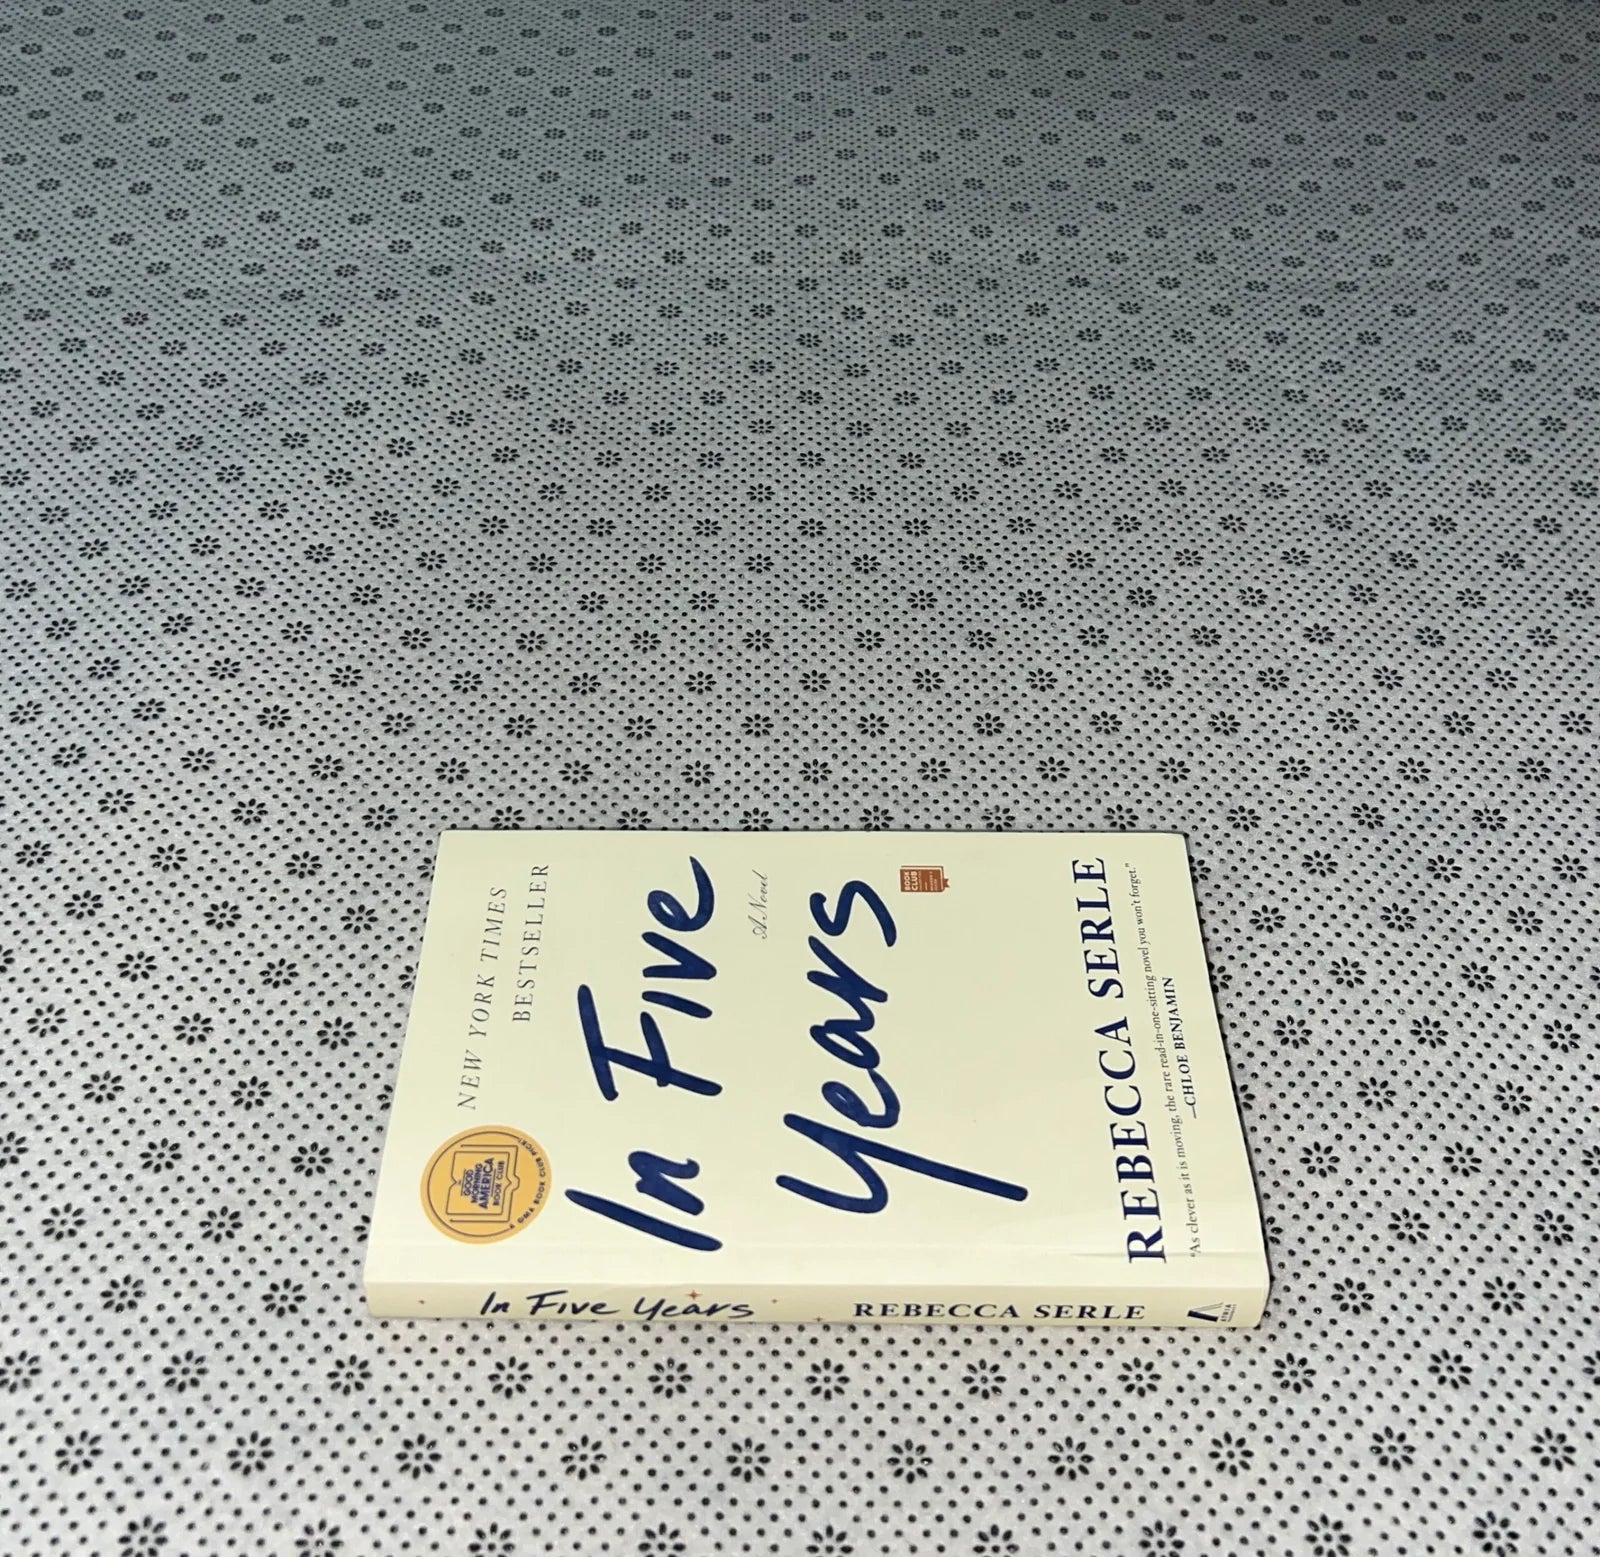 NEW YORK TIMES
BESTSELLER
GOOD
MORNING
AMERICA
BOOK CLUB
A GMA BOOK CLUB PICK!
In Five
A Novel
Years
BOOK
CLUB
REBECCA SERLE
"As clever as it is moving, the rare read-in-one-sitting novel you won't forget."
—CHLOE BENJAMIN
In Five Years
REBECCA SERLE
ATRIA